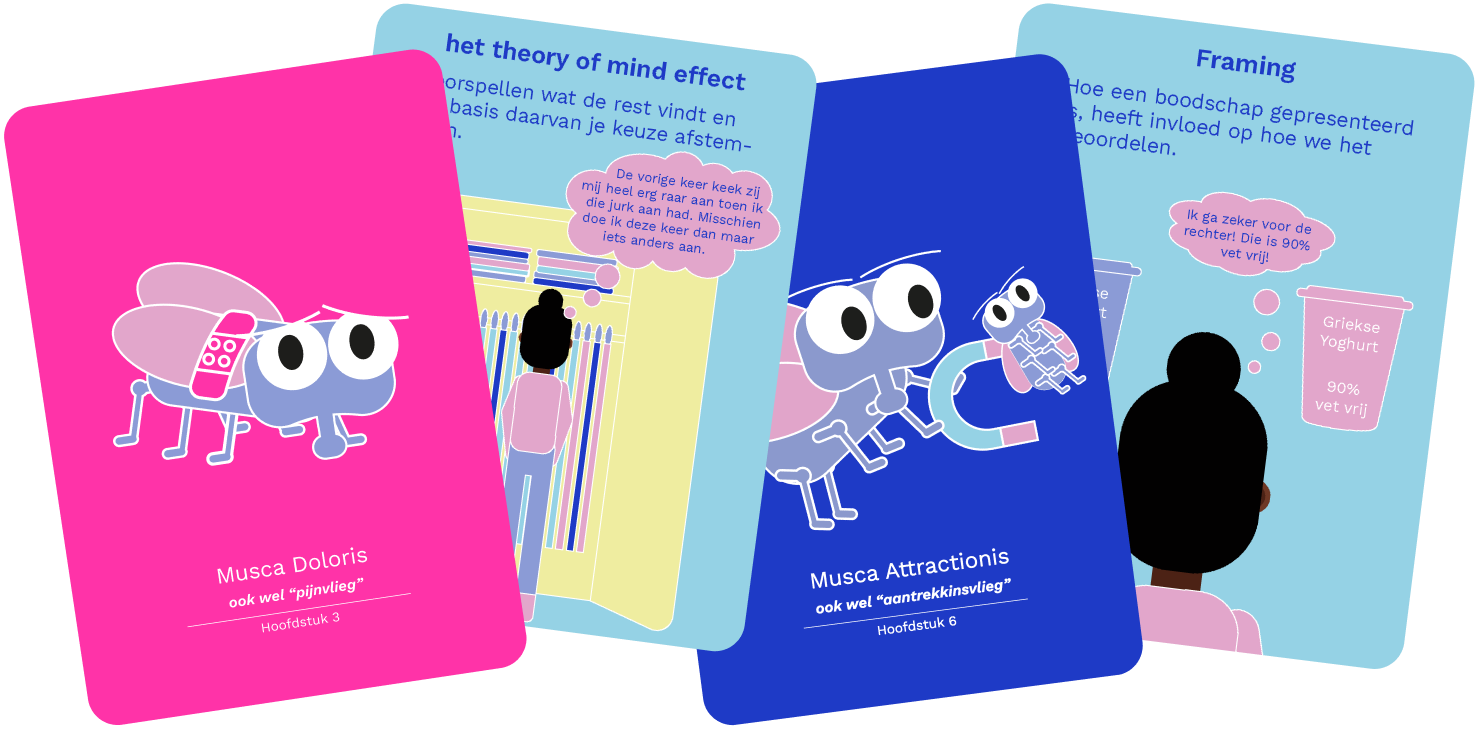 Musca Doloris
ook wel “pijnvlieg”
Hoofdstuk 3
het theory of mind effect
orspellen wat de rest vindt en
basis daarvan je keuze afstem-
n.
De vorige keer keek zij
mij heel erg raar aan toen ik
die jurk aan had. Misschien
doe ik deze keer dan maar
iets anders aan.
Musca Attractionis
ook wel “aantrekkinsvlieg”
Hoofdstuk 6
Framing
Hoe een boodschap gepresenteerd
s, heeft invloed op hoe we het
eoordelen.
Ik ga zeker voor de
rechter! Die is 90%
vet vrij!
se
t
Griekse
Yoghurt
90%
vet vrij